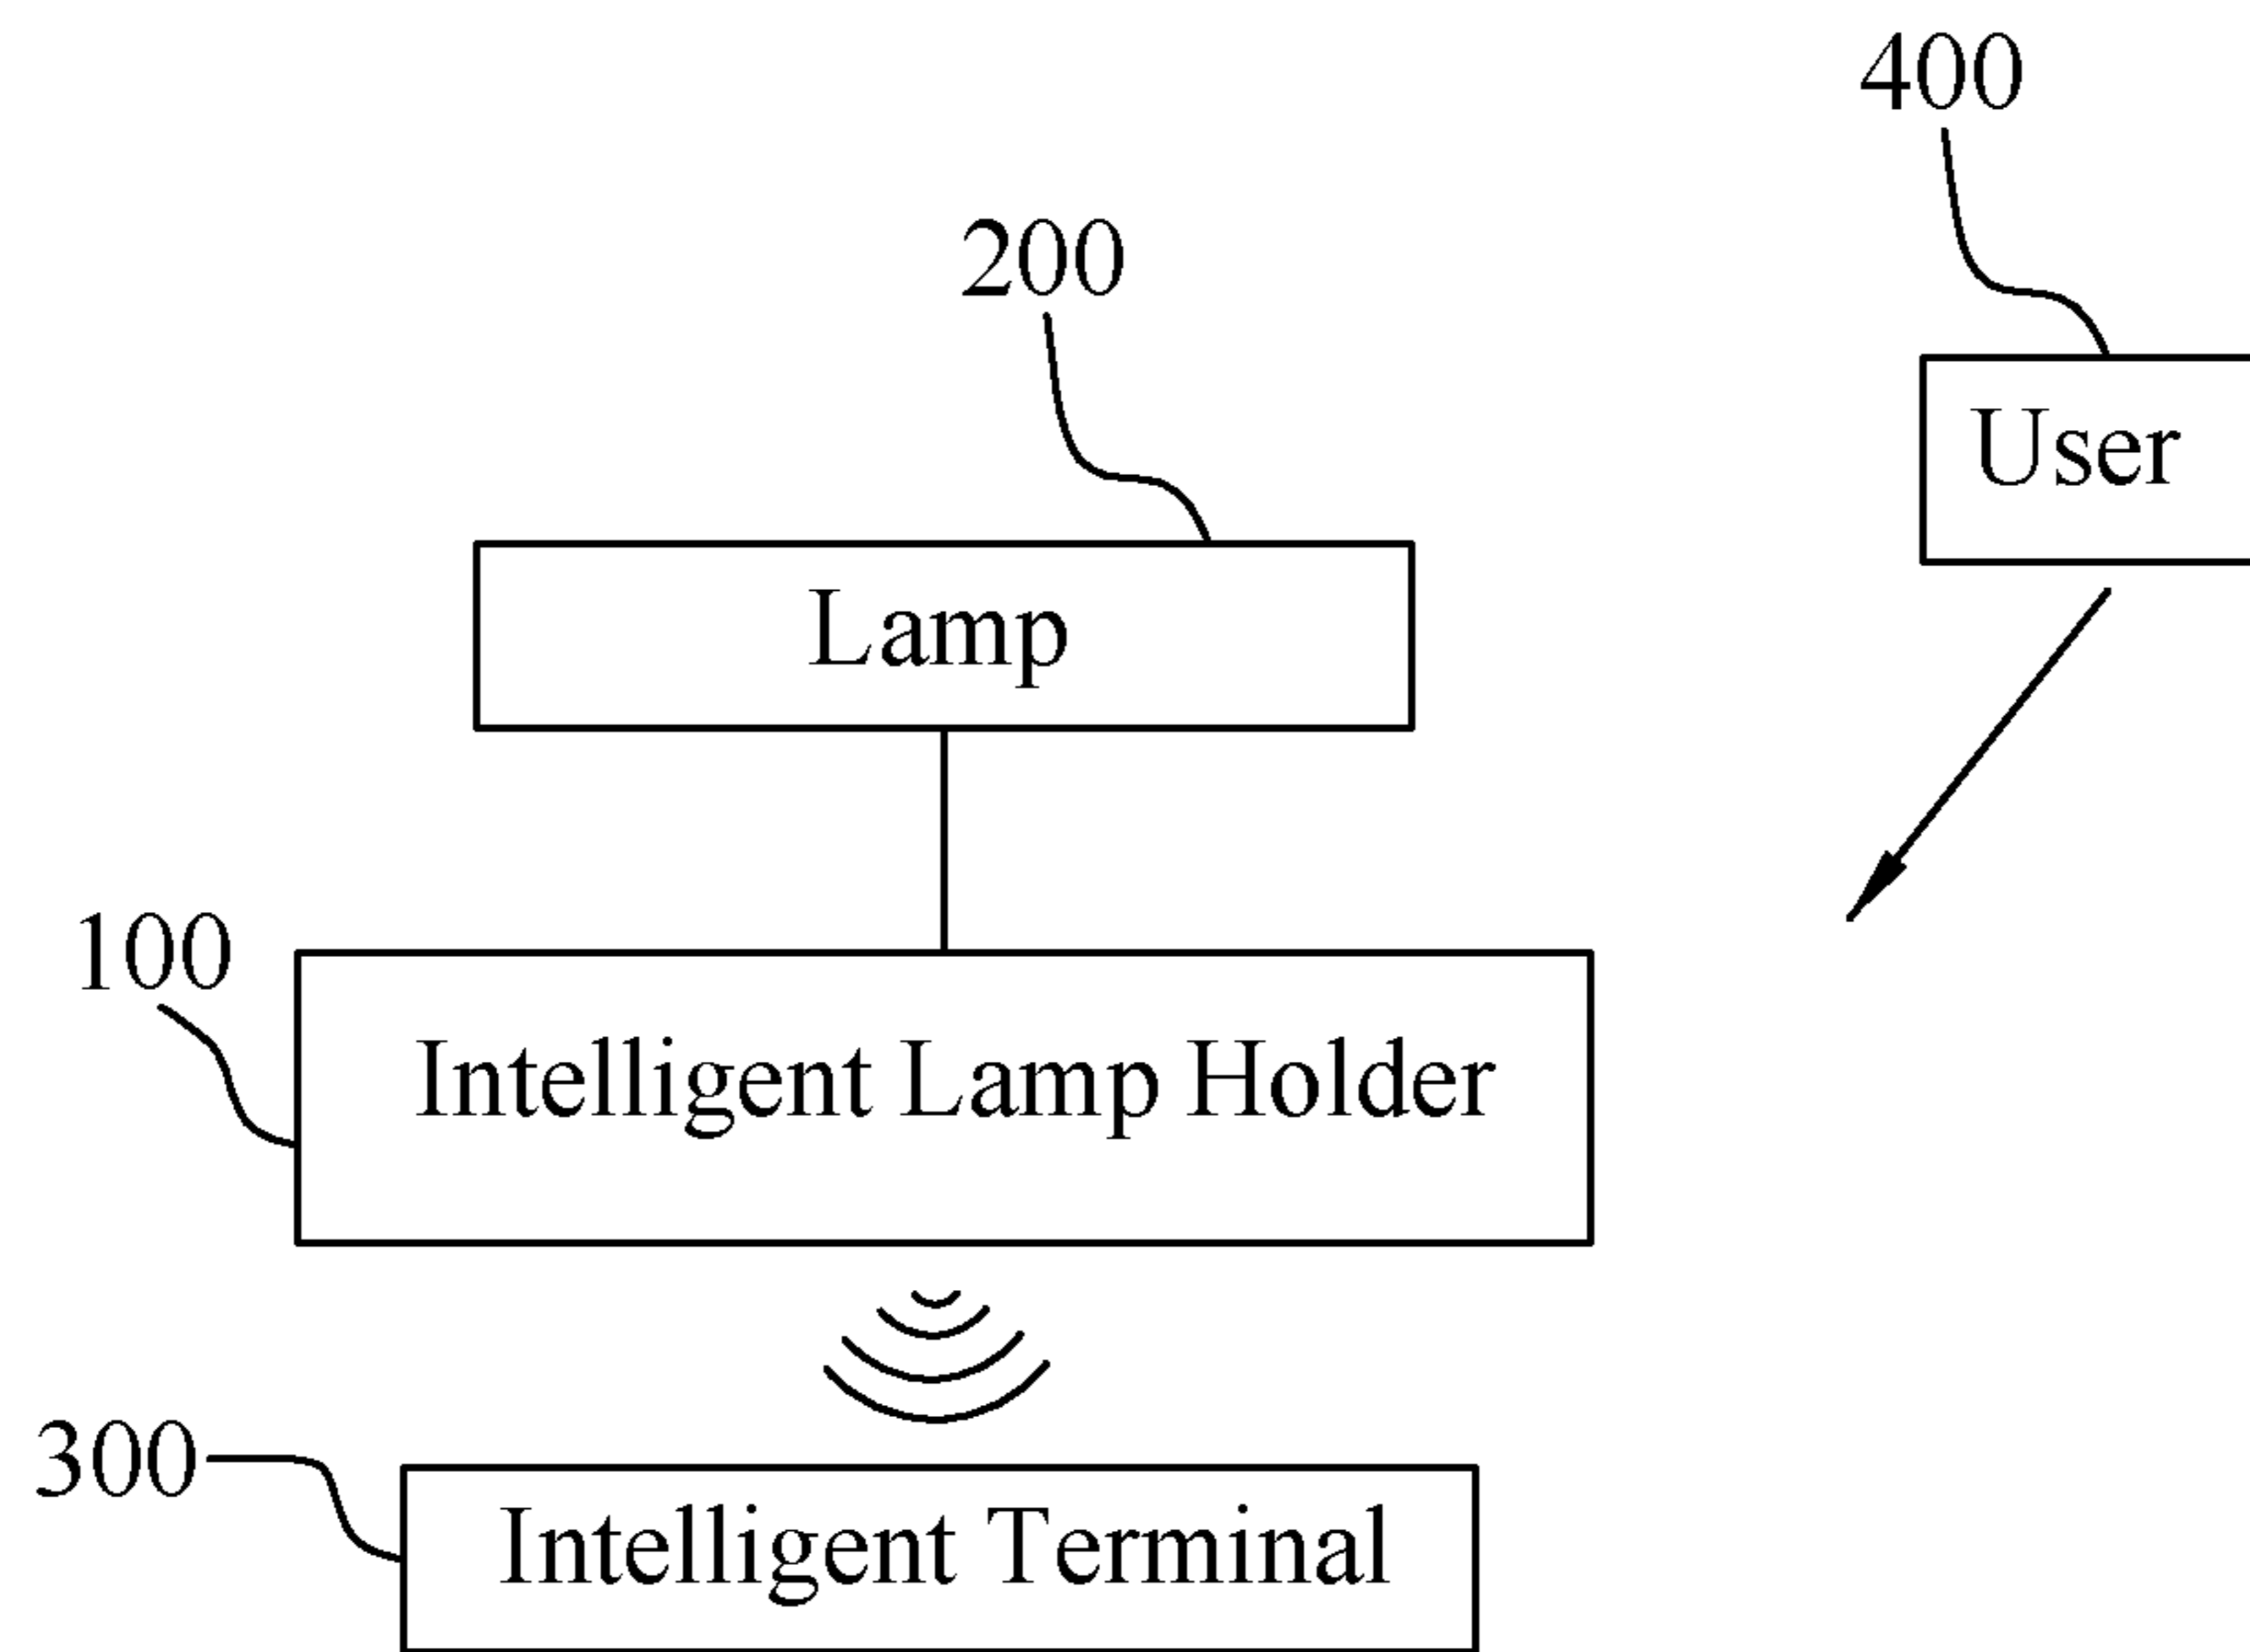 400
200
User
Lamp
100
Intelligent Lamp Holder
300
Intelligent Terminal